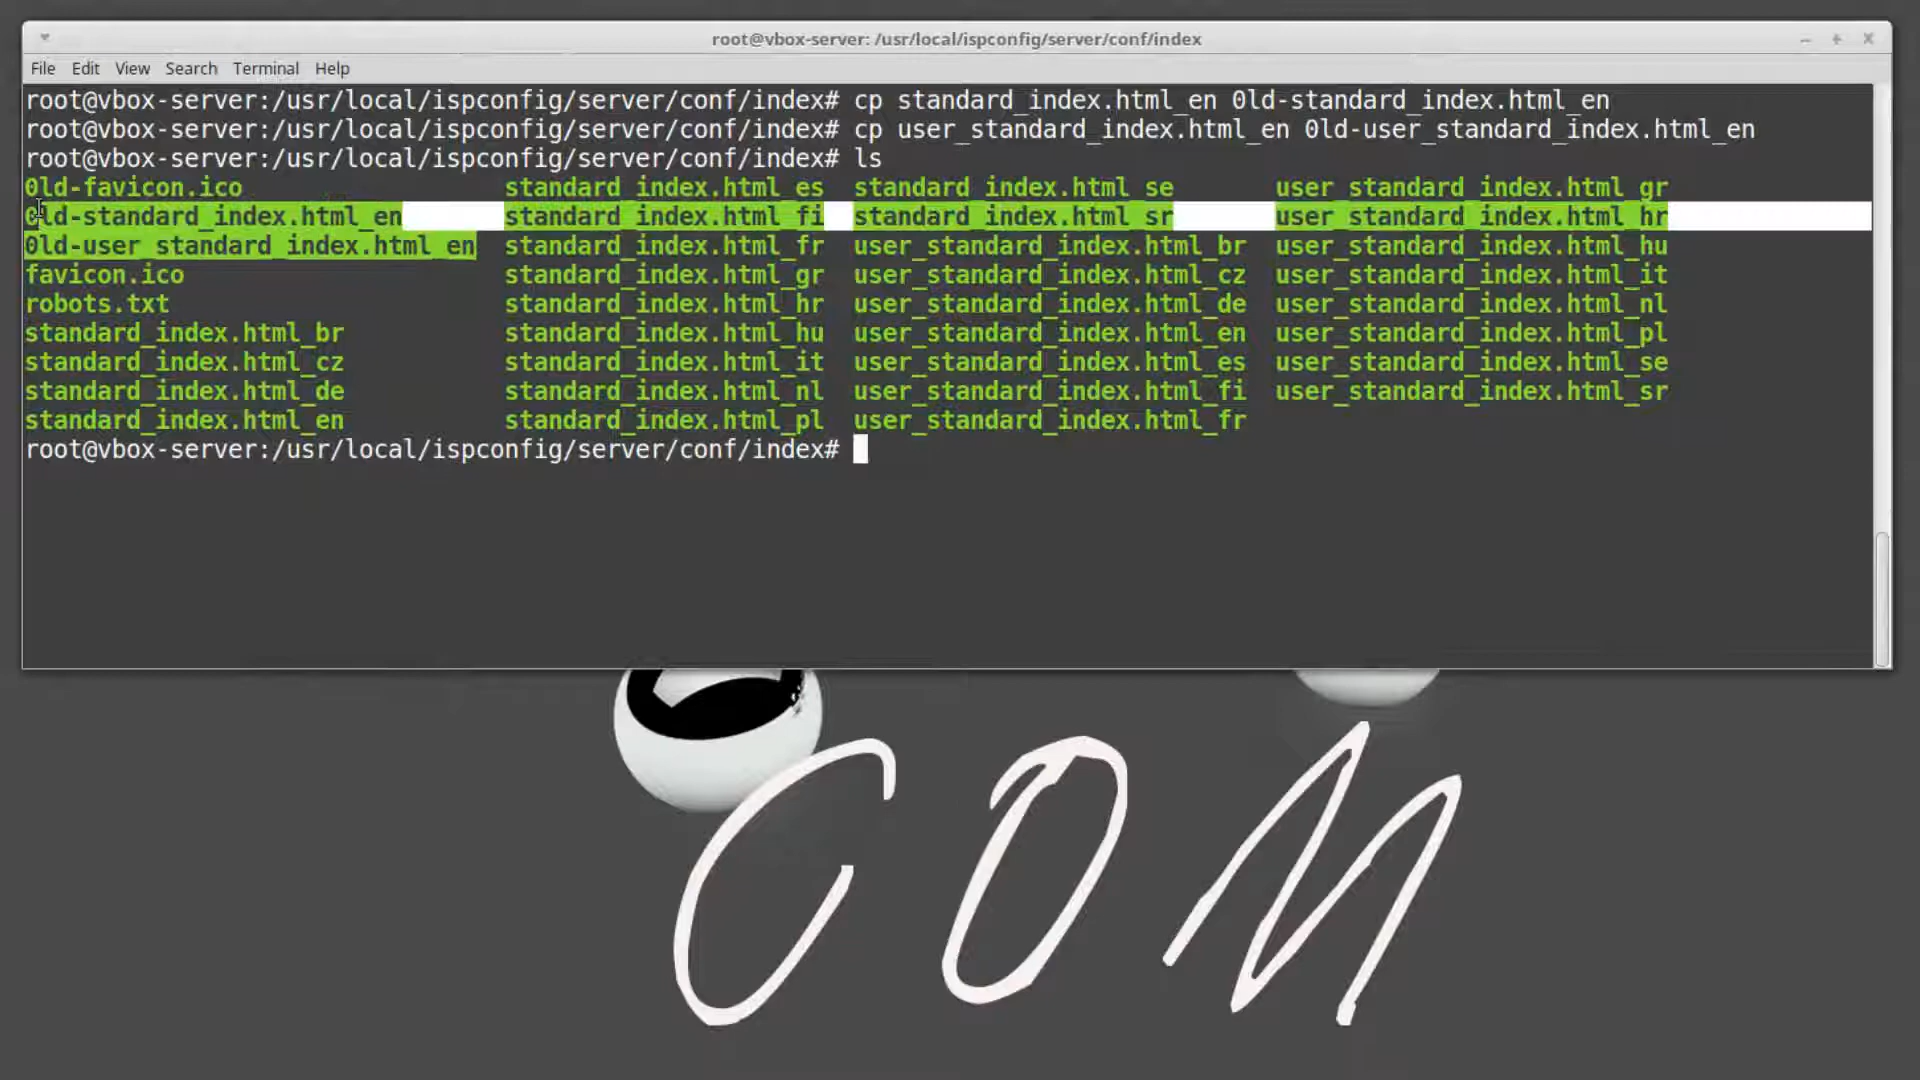 root@vbox-server: /usr/local/ispconfig/server/conf/index
File Edit View Search Terminal Help
root@vbox-server:/usr/local/ispconfig/server/conf/index# cp standard_index.html_en 0ld-standard_index.html_en
root@vbox-server:/usr/local/ispconfig/server/conf/index# cp user_standard_index.html_en 0ld-user_standard_index.html_en
root@vbox-server:/usr/local/ispconfig/server/conf/index# ls
0ld-favicon.ico standard_index.html_es standard_index.html_se user_standard_index.html_gr
0ld-standard_index.html_en standard_index.html_fi standard_index.html_sr user_standard_index.html_hr
0ld-user_standard_index.html_en standard_index.html_fr user_standard_index.html_br user_standard_index.html_hu
favicon.ico standard_index.html_gr user_standard_index.html_cz user_standard_index.html_it
robots.txt standard_index.html_hr user_standard_index.html_de user_standard_index.html_nl
standard_index.html_br standard_index.html_hu user_standard_index.html_en user_standard_index.html_pl
standard_index.html_cz standard_index.html_it user_standard_index.html_es user_standard_index.html_se
standard_index.html_de standard_index.html_nl user_standard_index.html_fi user_standard_index.html_sr
standard_index.html_en standard_index.html_pl user_standard_index.html_fr
root@vbox-server:/usr/local/ispconfig/server/conf/index#
COM